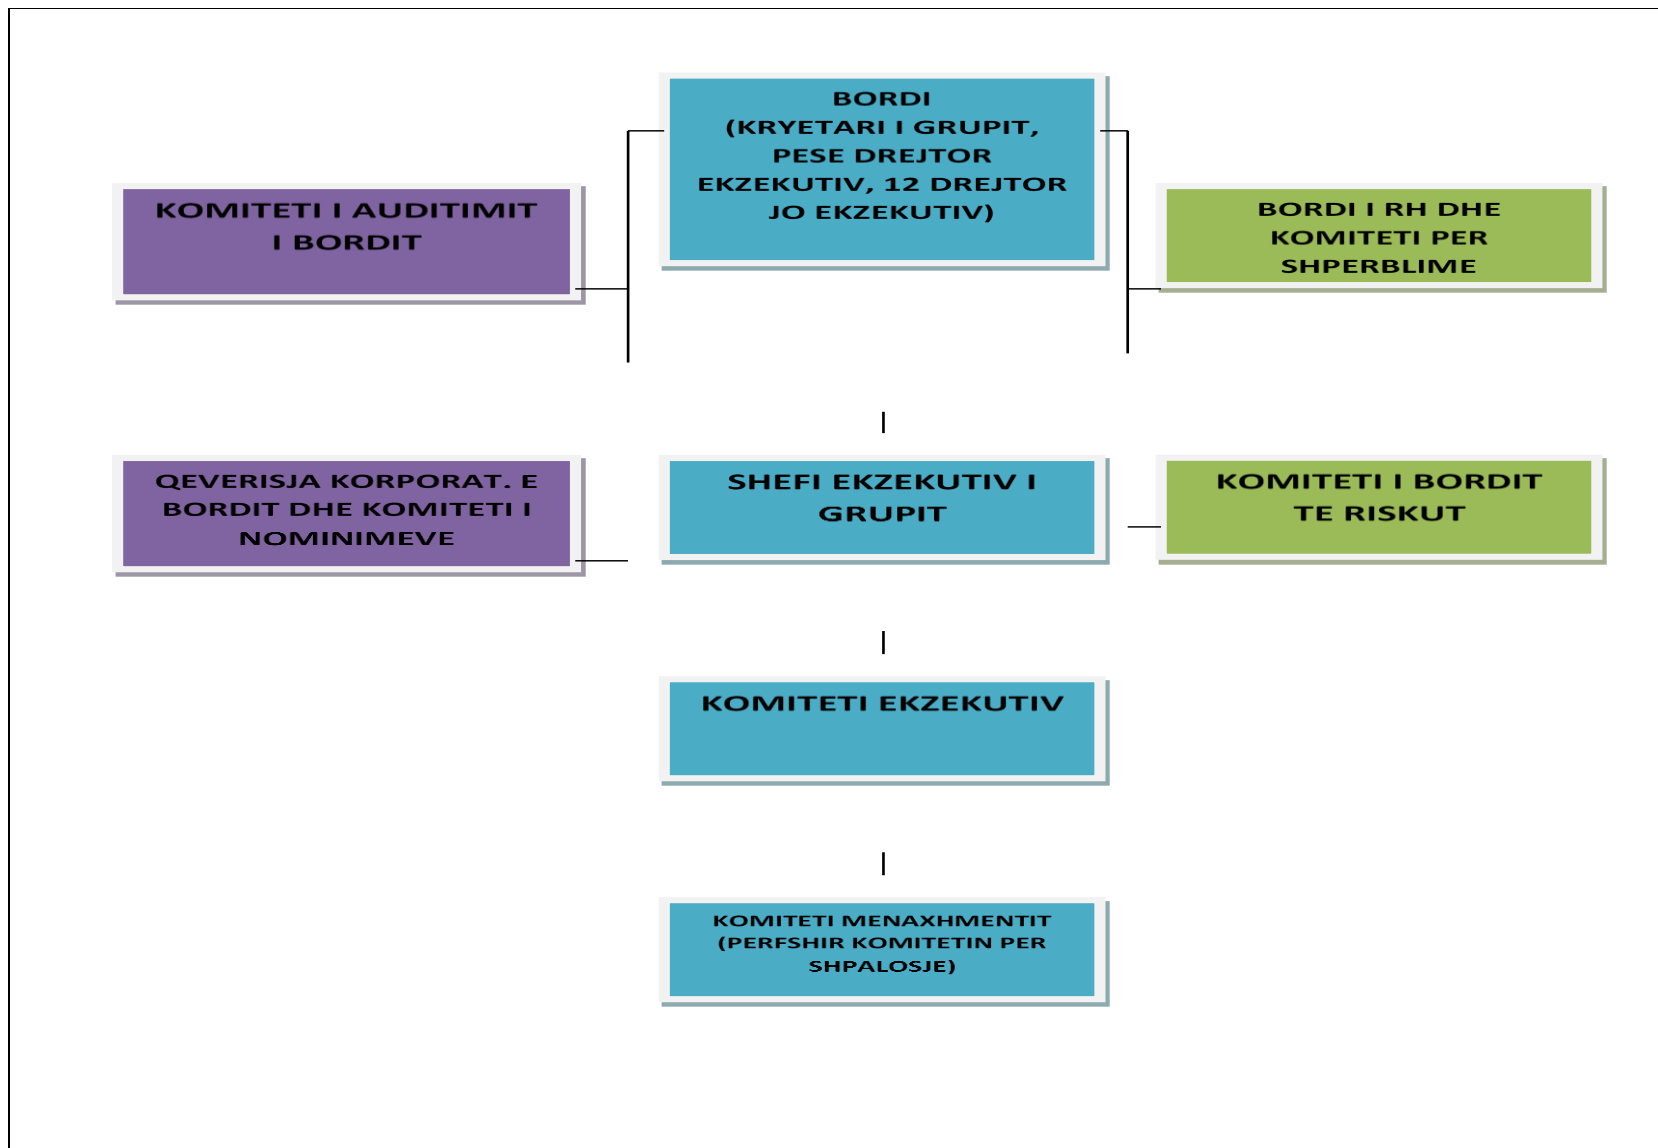 BORDI
(KRYETARI I GRUPIT,
PESE DREJTOR
EKZEKUTIV, 12 DREJTOR
JO EKZEKUTIV)
KOMITETI I AUDITIMIT
I BORDIT
BORDI I RH DHE
KOMITETI PER
SHPERBLIME
QEVERISJA KORPORAT. E
BORDIT DHE KOMITETI I
NOMINIMEVE
SHEFI EKZEKUTIV I
GRUPIT
KOMITETI I BORDIT
TE RISKUT
KOMITETI EKZEKUTIV
KOMITETI MENAXHMENTIT
(PERFSHIR KOMITETIN PER
SHPALOSJE)